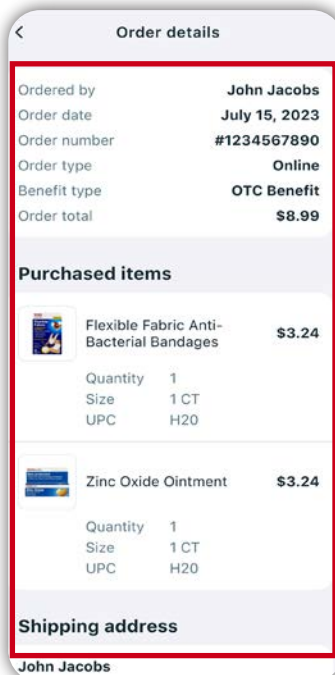 Order details
Ordered by John Jacobs
Order date July 15, 2023
Order number #1234567890
Order type Online
Benefit type OTC Benefit
Order total $8.99
Purchased items
Flexible Fabric Anti-
Bacterial Bandages $3.24
Quantity 1
Size 1 CT
UPC H20
Zinc Oxide Ointment $3.24
Quantity 1
Size 1 CT
UPC H20
Shipping address
John Jacobs